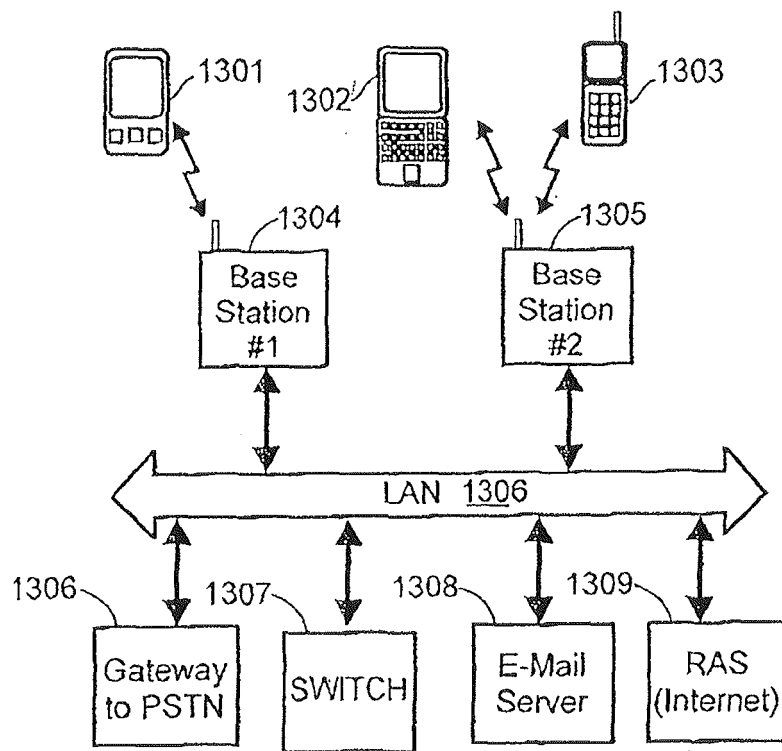 1301
1302
1303
1304
1305
Base
Station
#1
Base
Station
#2
LAN 1306
1306
1307
1308
1309
Gateway
to PSTN
SWITCH
E-Mail
Server
RAS
(Internet)